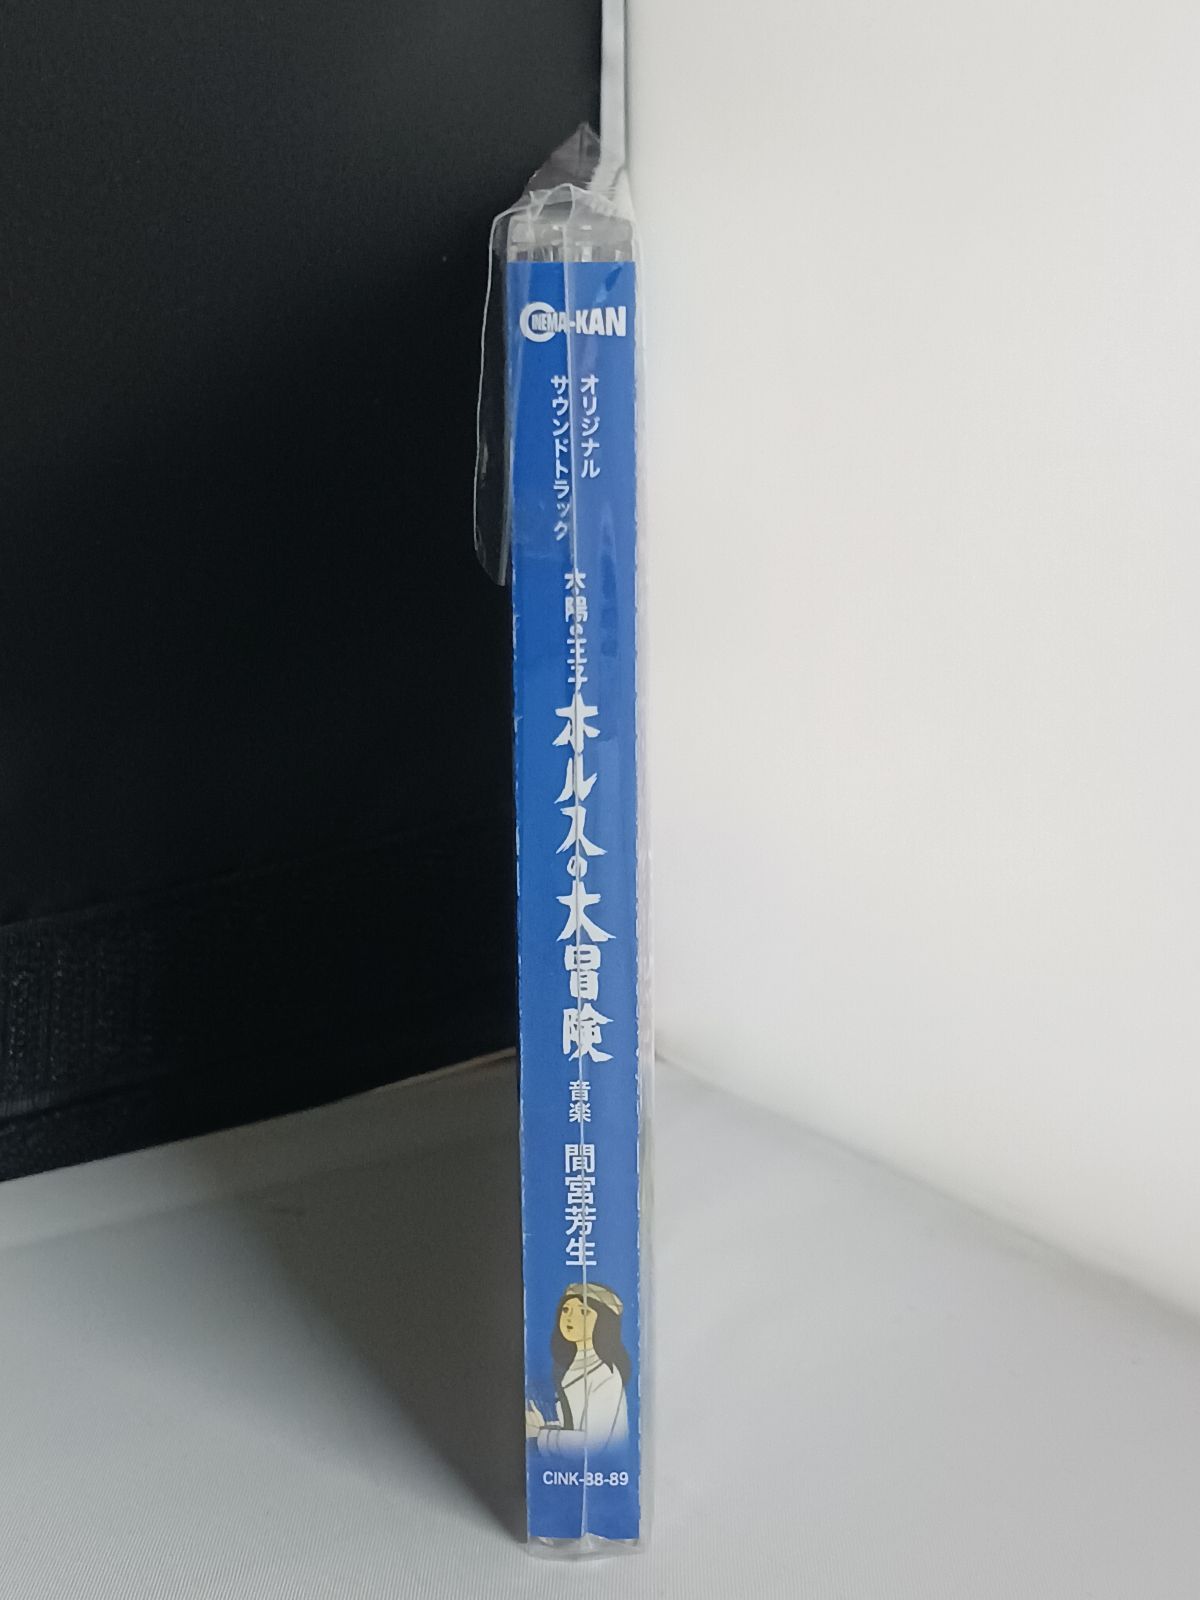 CINEMA-KAN
オリジナル
サウンドトラック
太陽の王子
ホルスの大冒険
音楽
間宮芳生
CINK-88-89